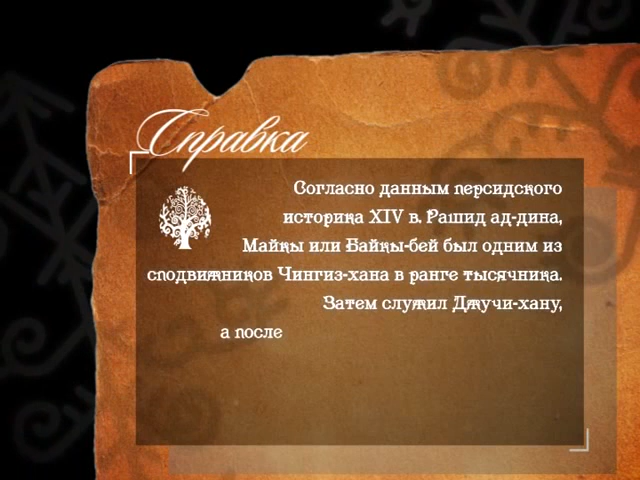 Справка
Согласно данным персидского
историка XIV в. Рашид ад-дина,
Майкы или Байкы-бей был одним из
сподвижников Чингиз-хана в ранге тысячника.
Затем служил Джучи-хану,
а после